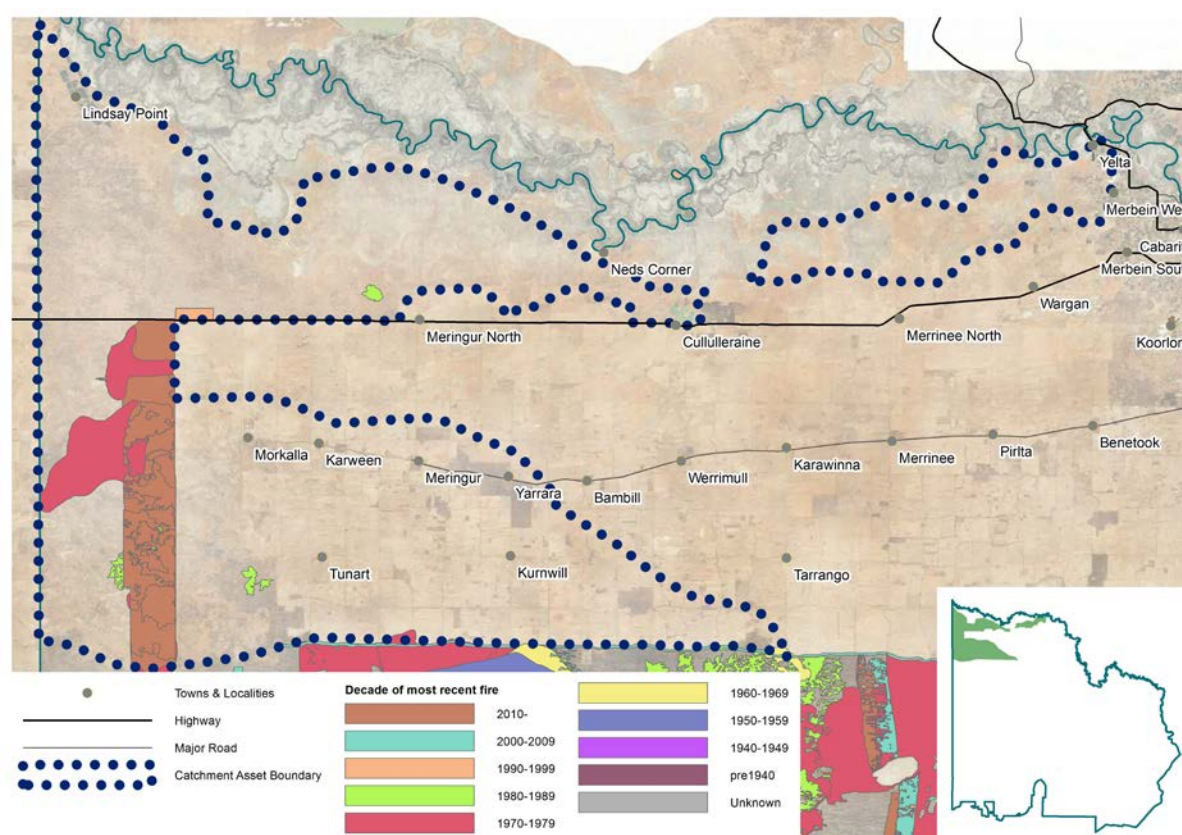 Lindsay Point
Yelta
Merbein We
Cabarit
Merbein Sout
Neds Corner
Wargan
Meringur North
Cullulleraine
Merrinee North
Koorlon
Morkalla
Karween
Meringur
Yarrara
Bambill
Werrimull
Karawinna
Merrinee
Pirlta
Benetook
Tunart
Kurnwill
Tarrango
Towns & Localities
Highway
Major Road
Catchment Asset Boundary
Decade of most recent fire
2010-
2000-2009
1990-1999
1980-1989
1970-1979
1960-1969
1950-1959
1940-1949
pre1940
Unknown